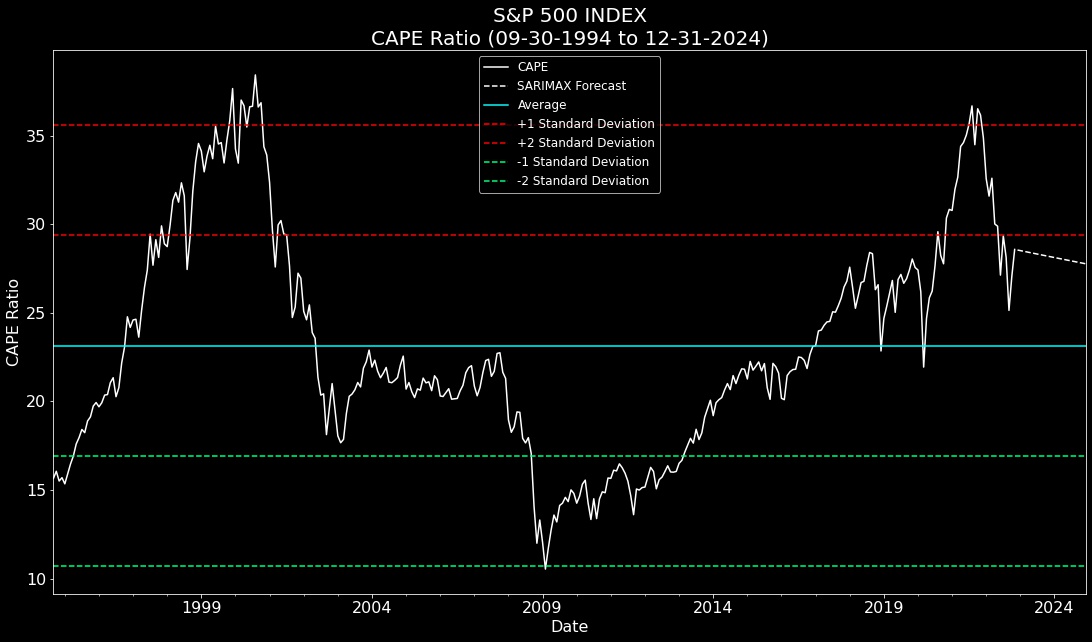 S&P 500 INDEX
CAPE Ratio (09-30-1994 to 12-31-2024)
CAPE
SARIMAX Forecast
Average
+1 Standard Deviation
+2 Standard Deviation
-1 Standard Deviation
-2 Standard Deviation
CAPE Ratio
35
30
25
20
15
10
1999
2004
2009
2014
2019
2024
Date